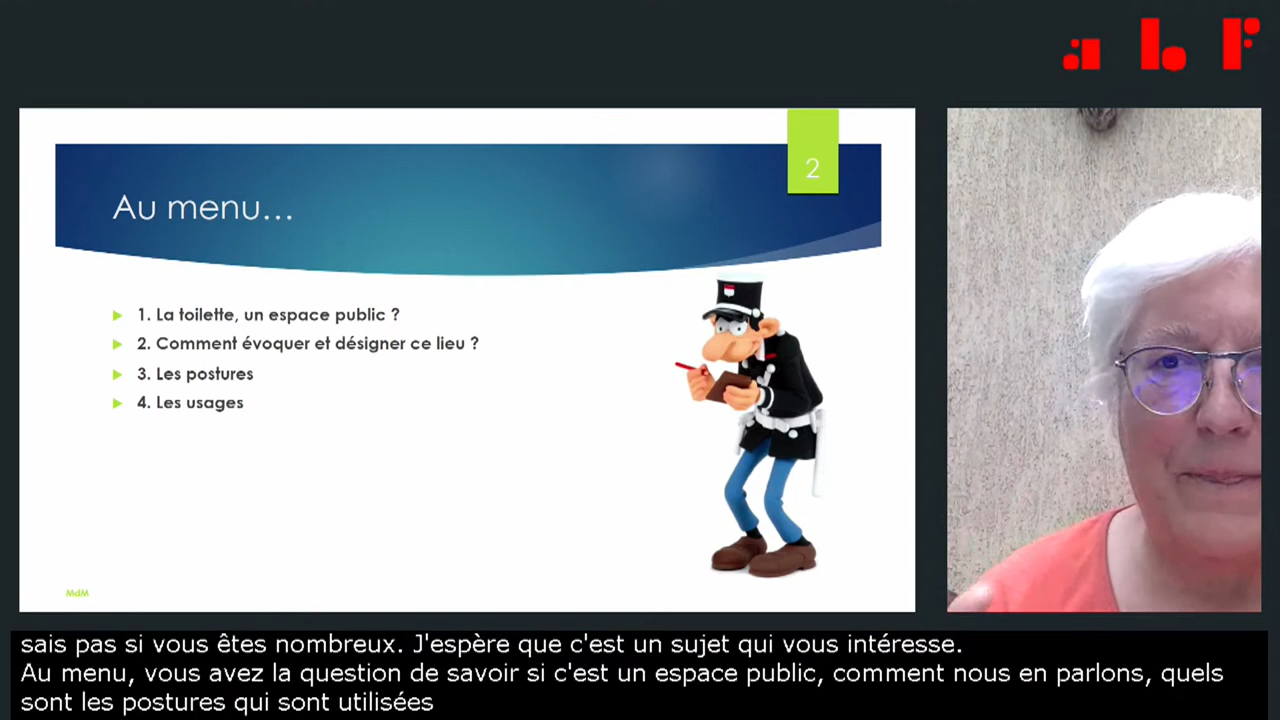 abf
2
Au menu...
1. La toilette, un espace public ?
2. Comment évoquer et désigner ce lieu ?
3. Les postures
4. Les usages
MdM
sais pas si vous êtes nombreux. J'espère que c'est un sujet qui vous intéresse.
Au menu, vous avez la question de savoir si c'est un espace public, comment nous en parlons, quels
sont les postures qui sont utilisées